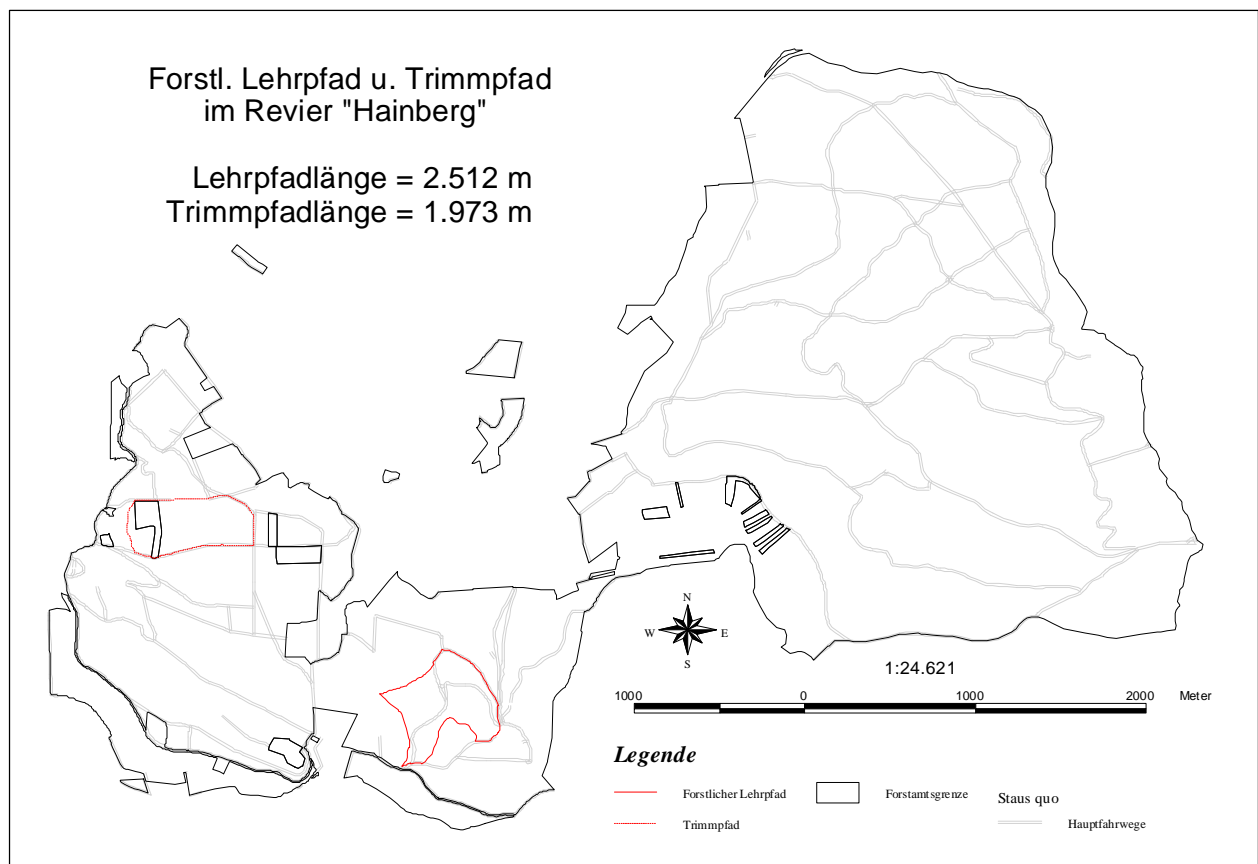 Forstl. Lehrpfad u. Trimmpfad
im Revier "Hainberg"
Lehrpfadlänge = 2.512 m
Trimmpfadlänge = 1.973 m
N
W E
S
1:24.621
1000 0 1000 2000 Meter
Legende
Forstlicher Lehrpfad
Trimmpfad
Forstamtsgrenze
Staus quo
Hauptfahrwege